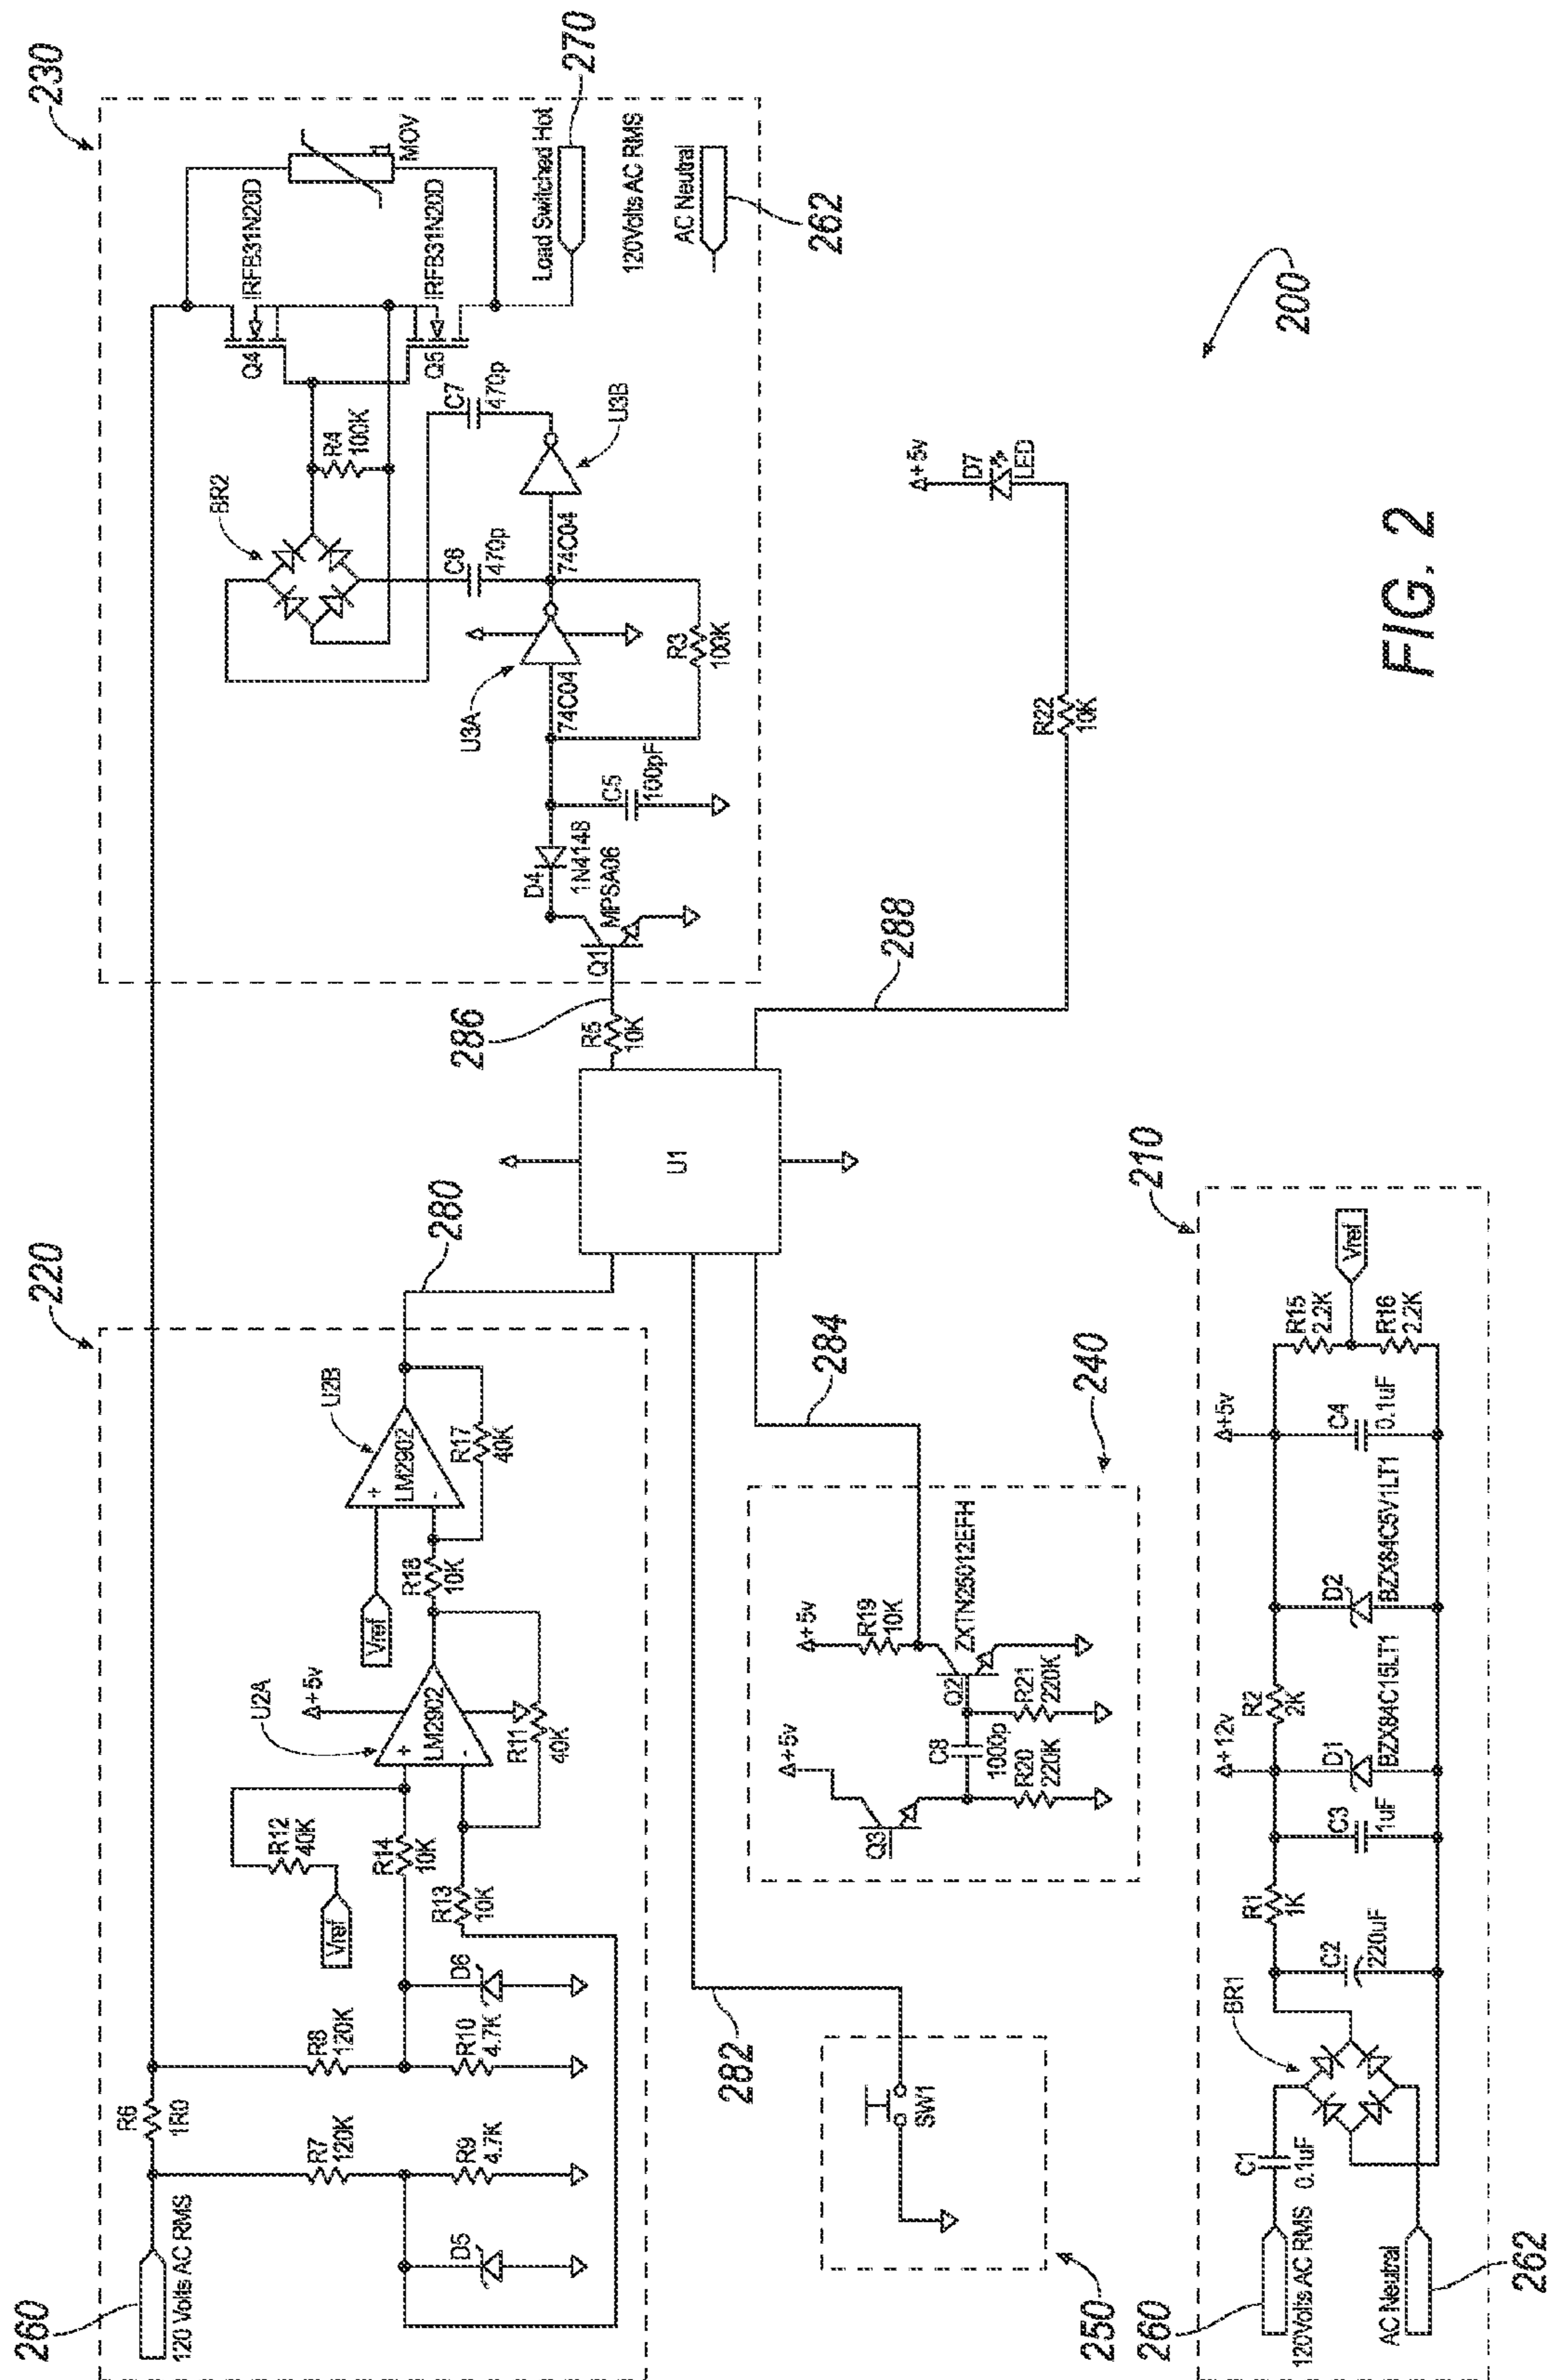 220
260
120 Volts AC RMS
R6
1R0
R7
120K
R8
120K
D5
R9
4.7K
R10
4.7K
D6
Vref
R12
40K
R14
10K
R13
10K
U2A
+5v
+
-
LM2902
R11
40K
Vref
R18
10K
U2B
+
-
LM2902
R17
40K
280
230
BR2
R4
100K
Q4
IRFB31N20D
Q5
IRFB31N20D
1
MOV
Load Switched Hot
270
120Volts AC RMS
AC Neutral
262
C7
470p
C6
470p
U3A
74C04
74C04
U3B
R3
100K
C5
100pF
D4
1N4148
MPSA06
Q1
286
R5
10K
U1
288
R22
10K
+5v
D7
LED
200
FIG. 2
284
240
+5v
Q3
+5v
R19
10K
C8
1000p
Q2
ZXTN25012EFH
R20
220K
R21
220K
282
SW1
250
210
260
120Volts AC RMS
C1
0.1uF
AC Neutral
262
BR1
C2
220uF
R1
1K
C3
1uF
+12v
D1
BZX84C15LT1
R2
2K
D2
BZX84C5V1LT1
+5v
C4
0.1uF
R15
2.2K
R16
2.2K
Vref